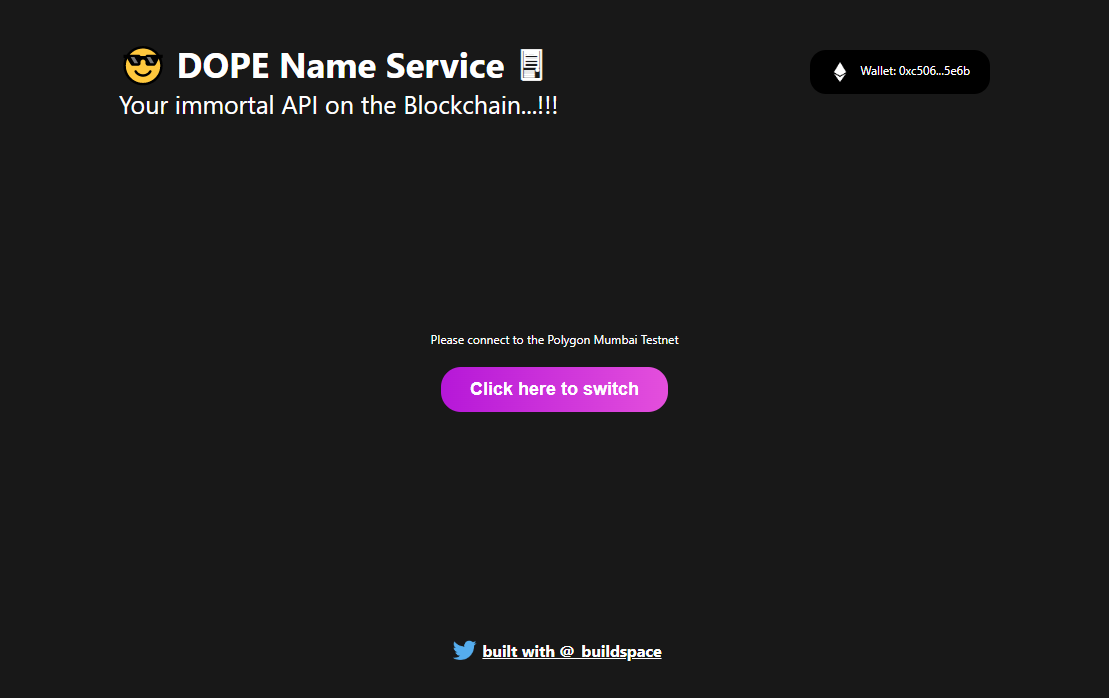 😎 DOPE Name Service
Your immortal API on the Blockchain...!!!
Wallet: 0xc506...5e6b
Please connect to the Polygon Mumbai Testnet
Click here to switch
built with @_buildspace